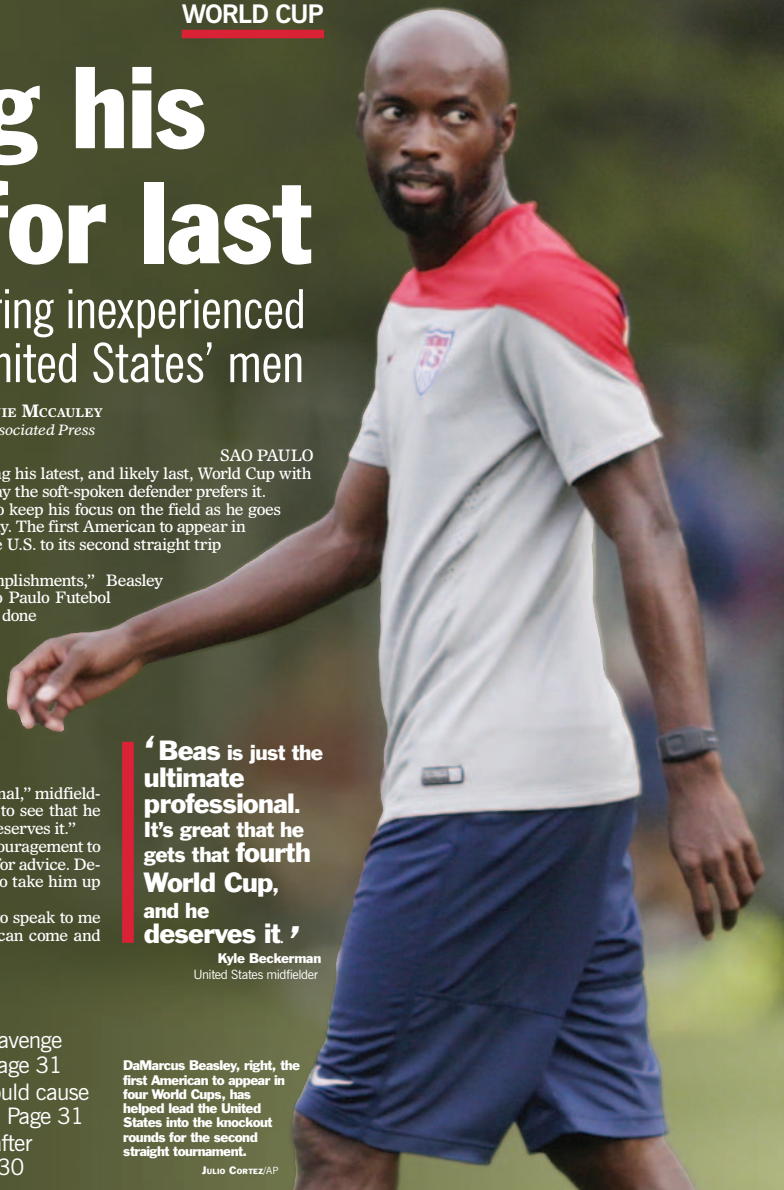 WORLD CUP
g his
for last
ring inexperienced
nited States’ men
IE MCCAULEY
sociated Press
SAO PAULO
g his latest, and likely last, World Cup with
ay the soft-spoken defender prefers it.
o keep his focus on the field as he goes
y. The first American to appear in
e U.S. to its second straight trip
mplishments,” Beasley
o Paulo Futebol
done
nal,” midfield-
to see that he
eserves it.”
ouragement to
for advice. De-
o take him up
o speak to me
can come and
‘Beas is just the
ultimate
professional.
It’s great that he
gets that fourth
World Cup,
and he
deserves it.’
Kyle Beckerman
United States midfielder
avenge
age 31
ould cause
Page 31
after
30
DaMarcus Beasley, right, the
first American to appear in
four World Cups, has
helped lead the United
States into the knockout
rounds for the second
straight tournament.
JULIO CORTEZ/AP